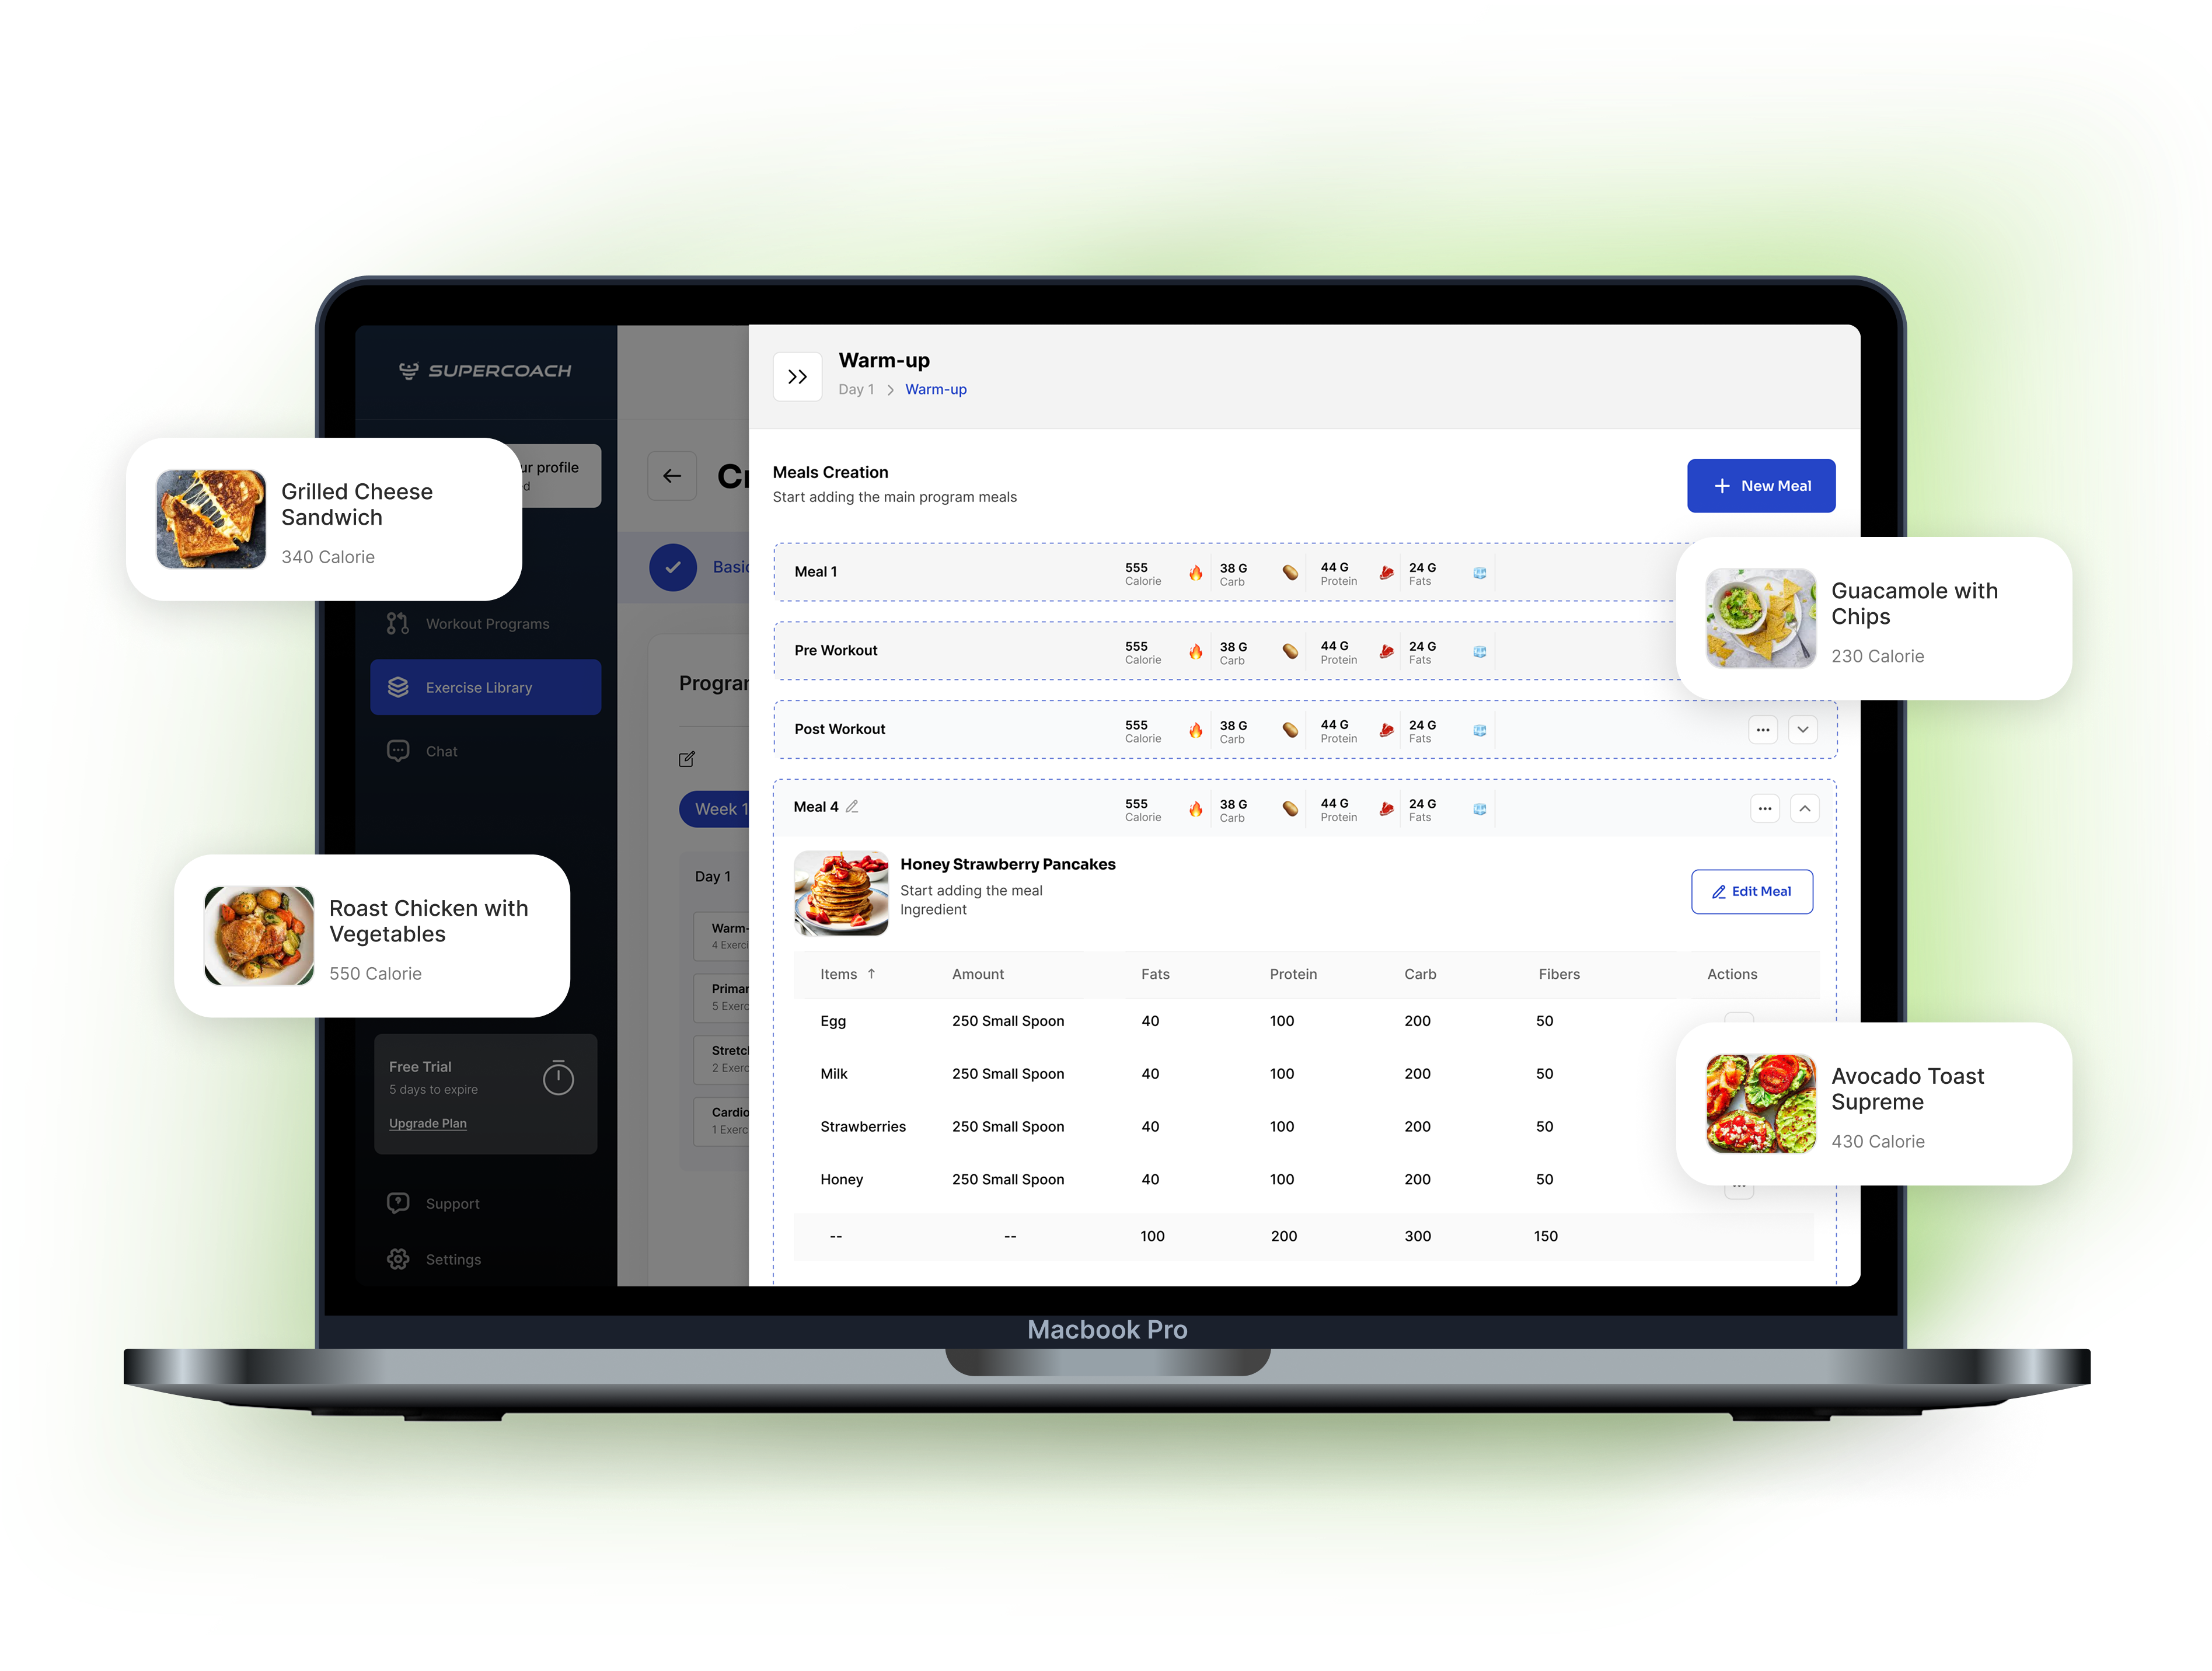 SUPERCOACH
Warm-up
Day 1 > Warm-up
ur profile
Grilled Cheese
Sandwich
340 Calorie
Meals Creation
Start adding the main program meals
+ New Meal
Workout Programs
Exercise Library
Chat
Basic
Program
Week 1
Day 1
Warm-
4 Exerci
Primar
5 Exerc
Stretch
2 Exerc
Cardio
1 Exerc
Meal 1
555 Calorie
38 G Carb
44 G Protein
24 G Fats
Pre Workout
555 Calorie
38 G Carb
44 G Protein
24 G Fats
Post Workout
555 Calorie
38 G Carb
44 G Protein
24 G Fats
Meal 4
555 Calorie
38 G Carb
44 G Protein
24 G Fats
Guacamole with
Chips
230 Calorie
Roast Chicken with
Vegetables
550 Calorie
Honey Strawberry Pancakes
Start adding the meal
Ingredient
Edit Meal
Items ↑ Amount Fats Protein Carb Fibers Actions
Egg 250 Small Spoon 40 100 200 50
Milk 250 Small Spoon 40 100 200 50
Strawberries 250 Small Spoon 40 100 200 50
Honey 250 Small Spoon 40 100 200 50
-- -- 100 200 300 150
Avocado Toast
Supreme
430 Calorie
Free Trial
5 days to expire
Upgrade Plan
Support
Settings
Macbook Pro